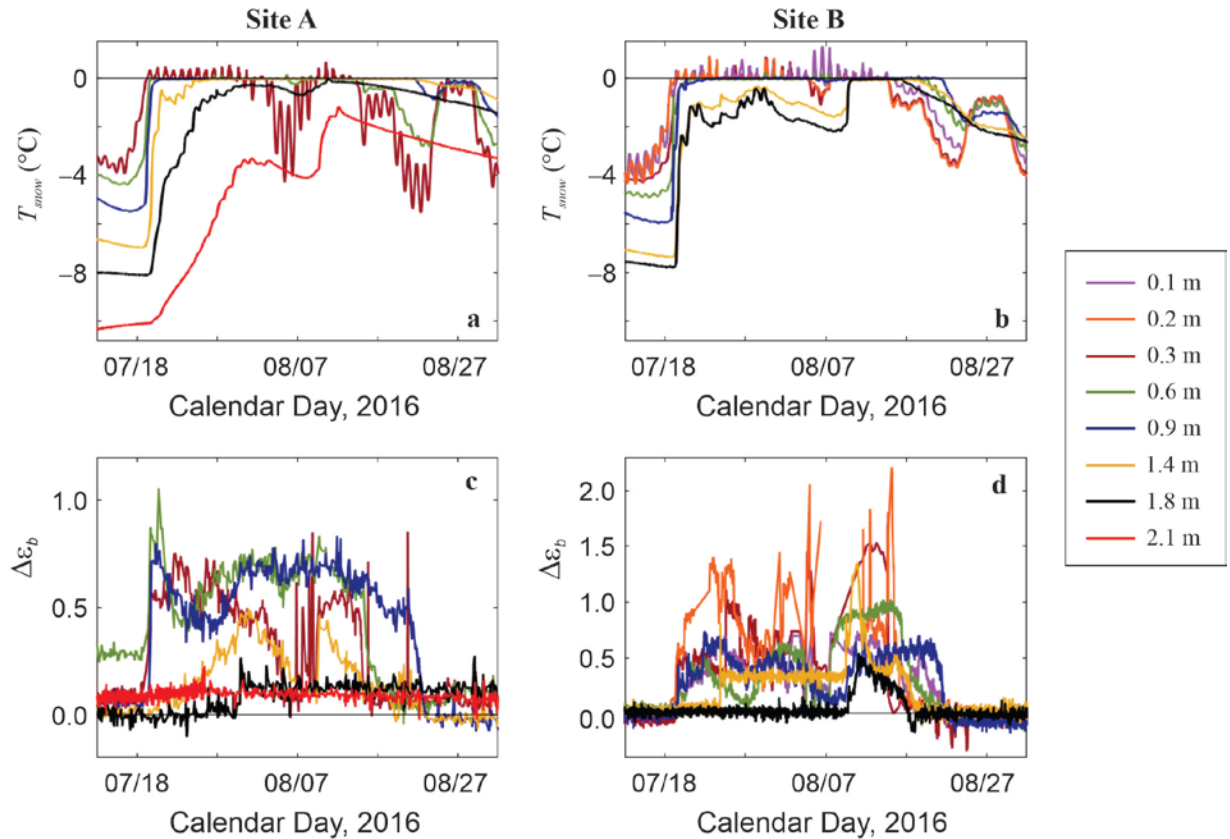 Site A
Site B
0
−4
−8
T_snow (°C)
a
07/18
08/07
08/27
Calendar Day, 2016
0
−4
−8
T_snow (°C)
b
07/18
08/07
08/27
Calendar Day, 2016
0.1 m
0.2 m
0.3 m
0.6 m
0.9 m
1.4 m
1.8 m
2.1 m
1.0
0.5
0.0
Δε_b
c
07/18
08/07
08/27
Calendar Day, 2016
2.0
1.5
1.0
0.5
0.0
Δε_b
d
07/18
08/07
08/27
Calendar Day, 2016